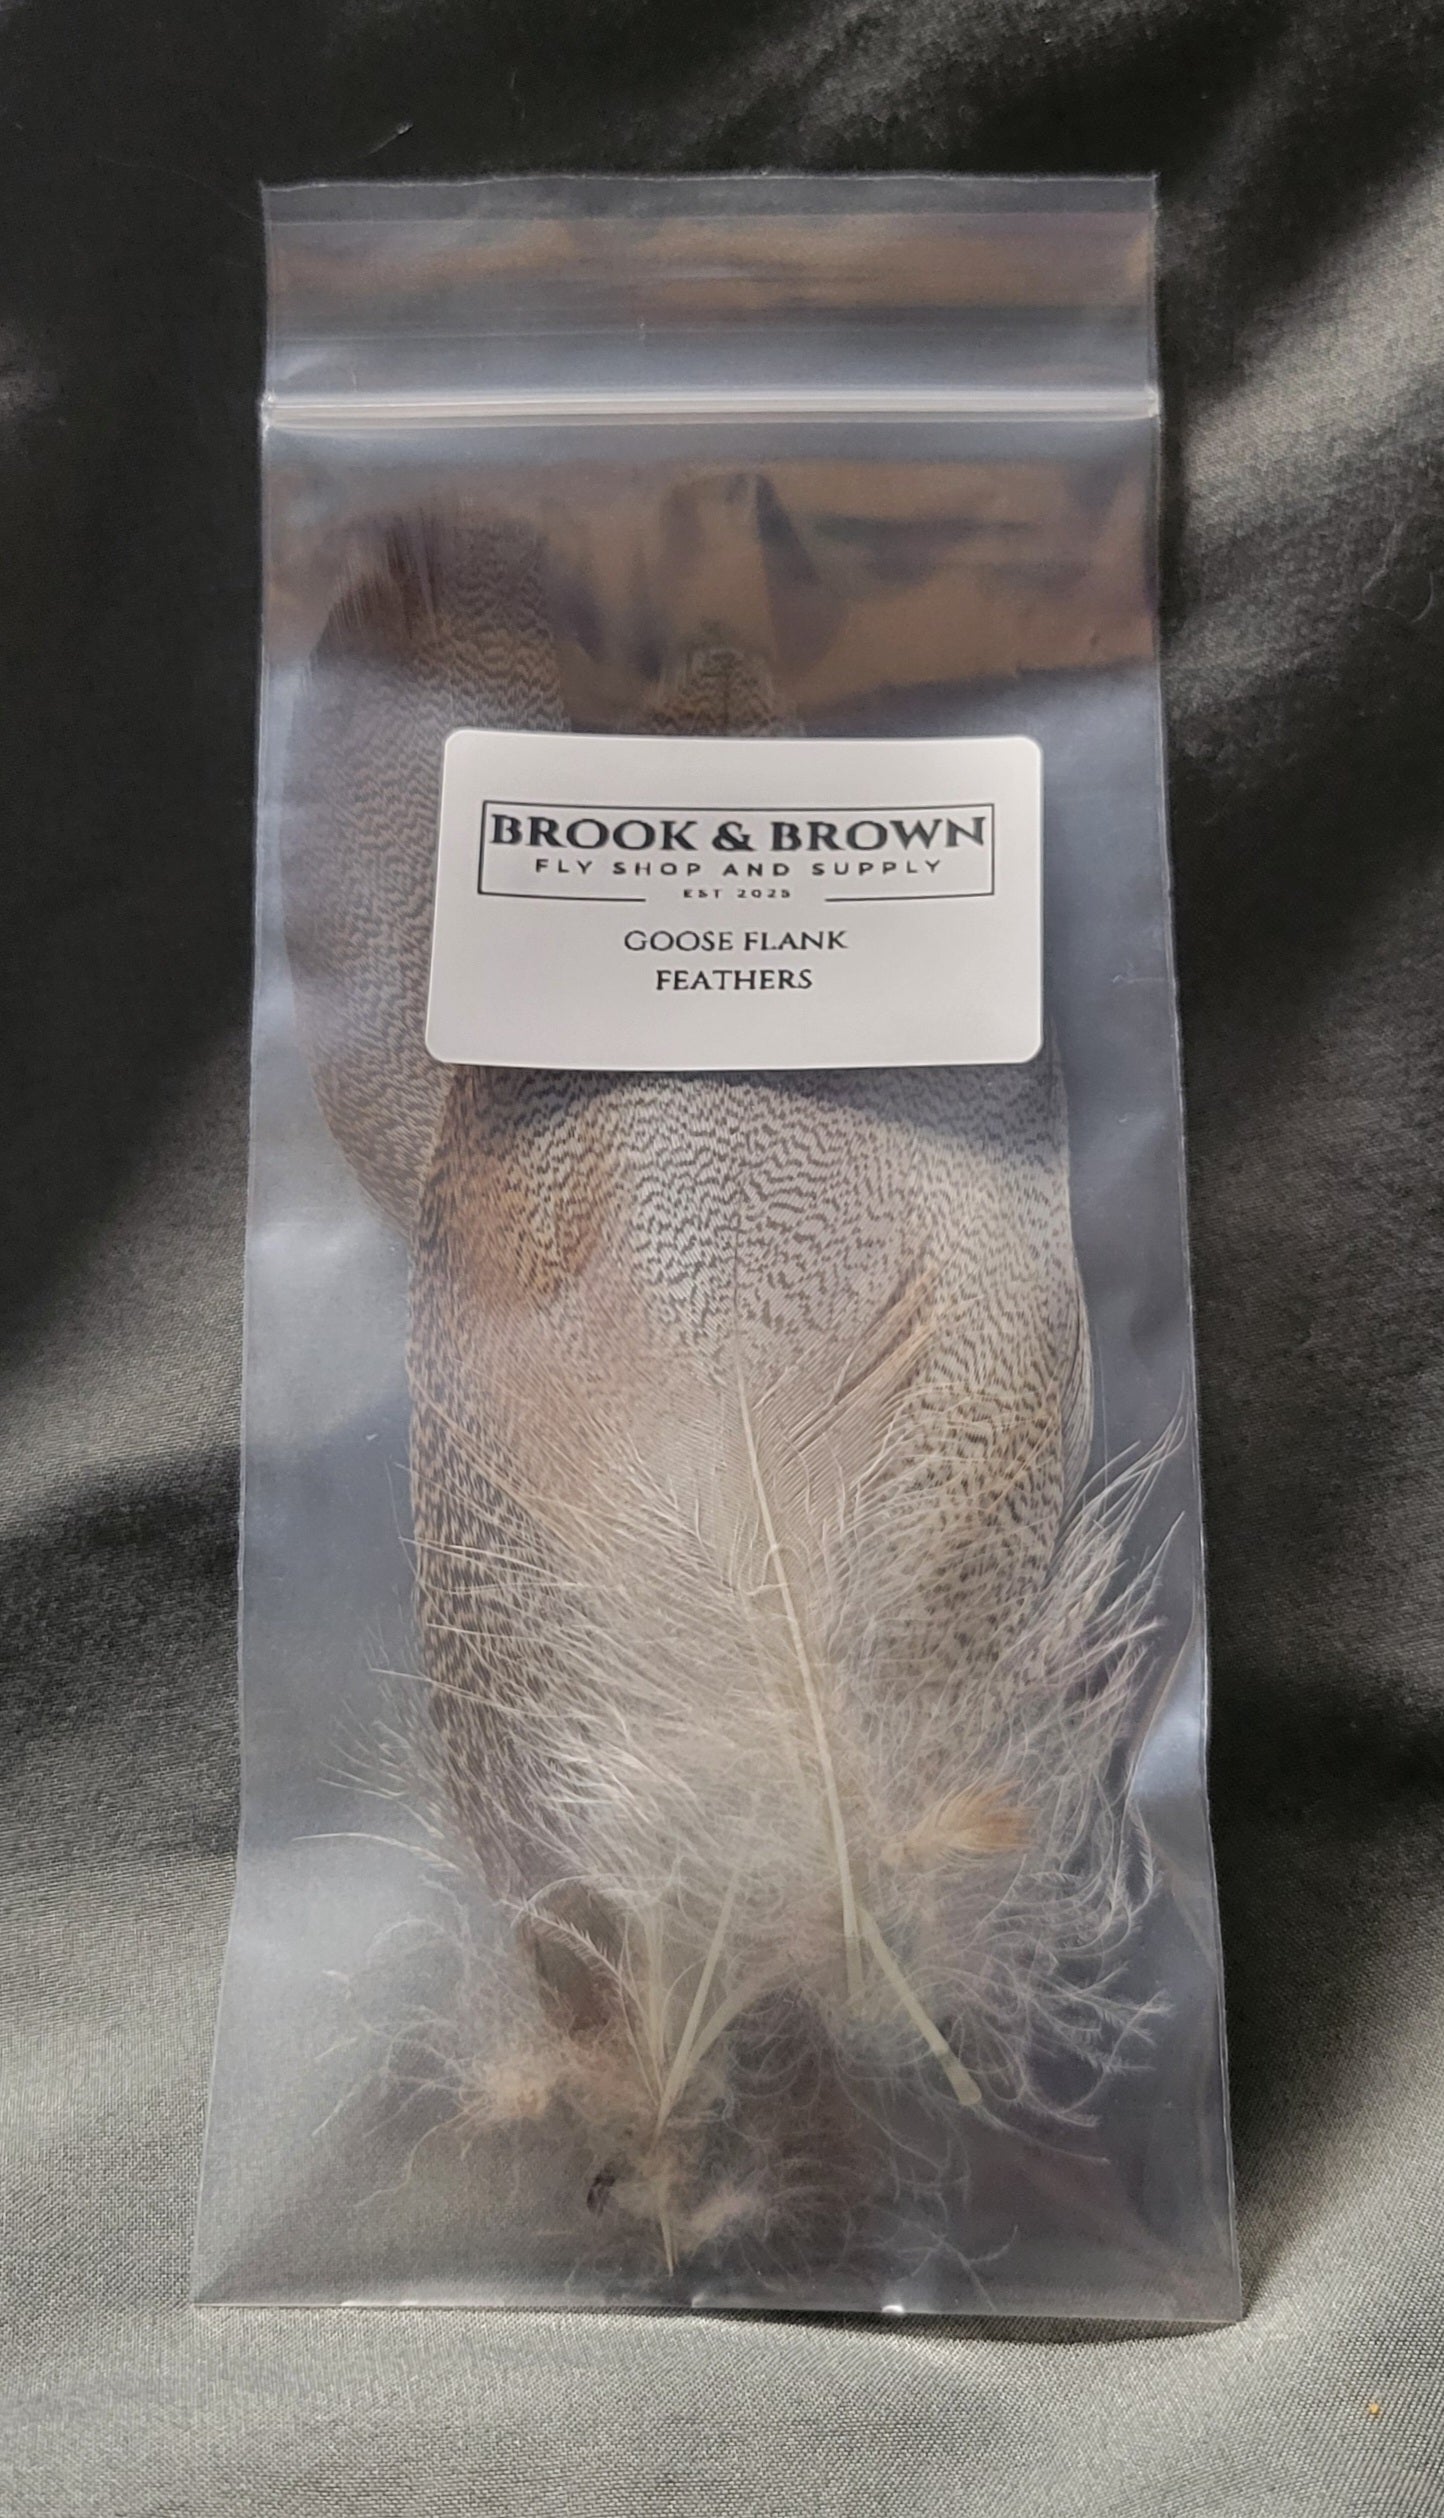 BROOK & BROWN
FLY SHOP AND SUPPLY
EST 2025
GOOSE FLANK
FEATHERS